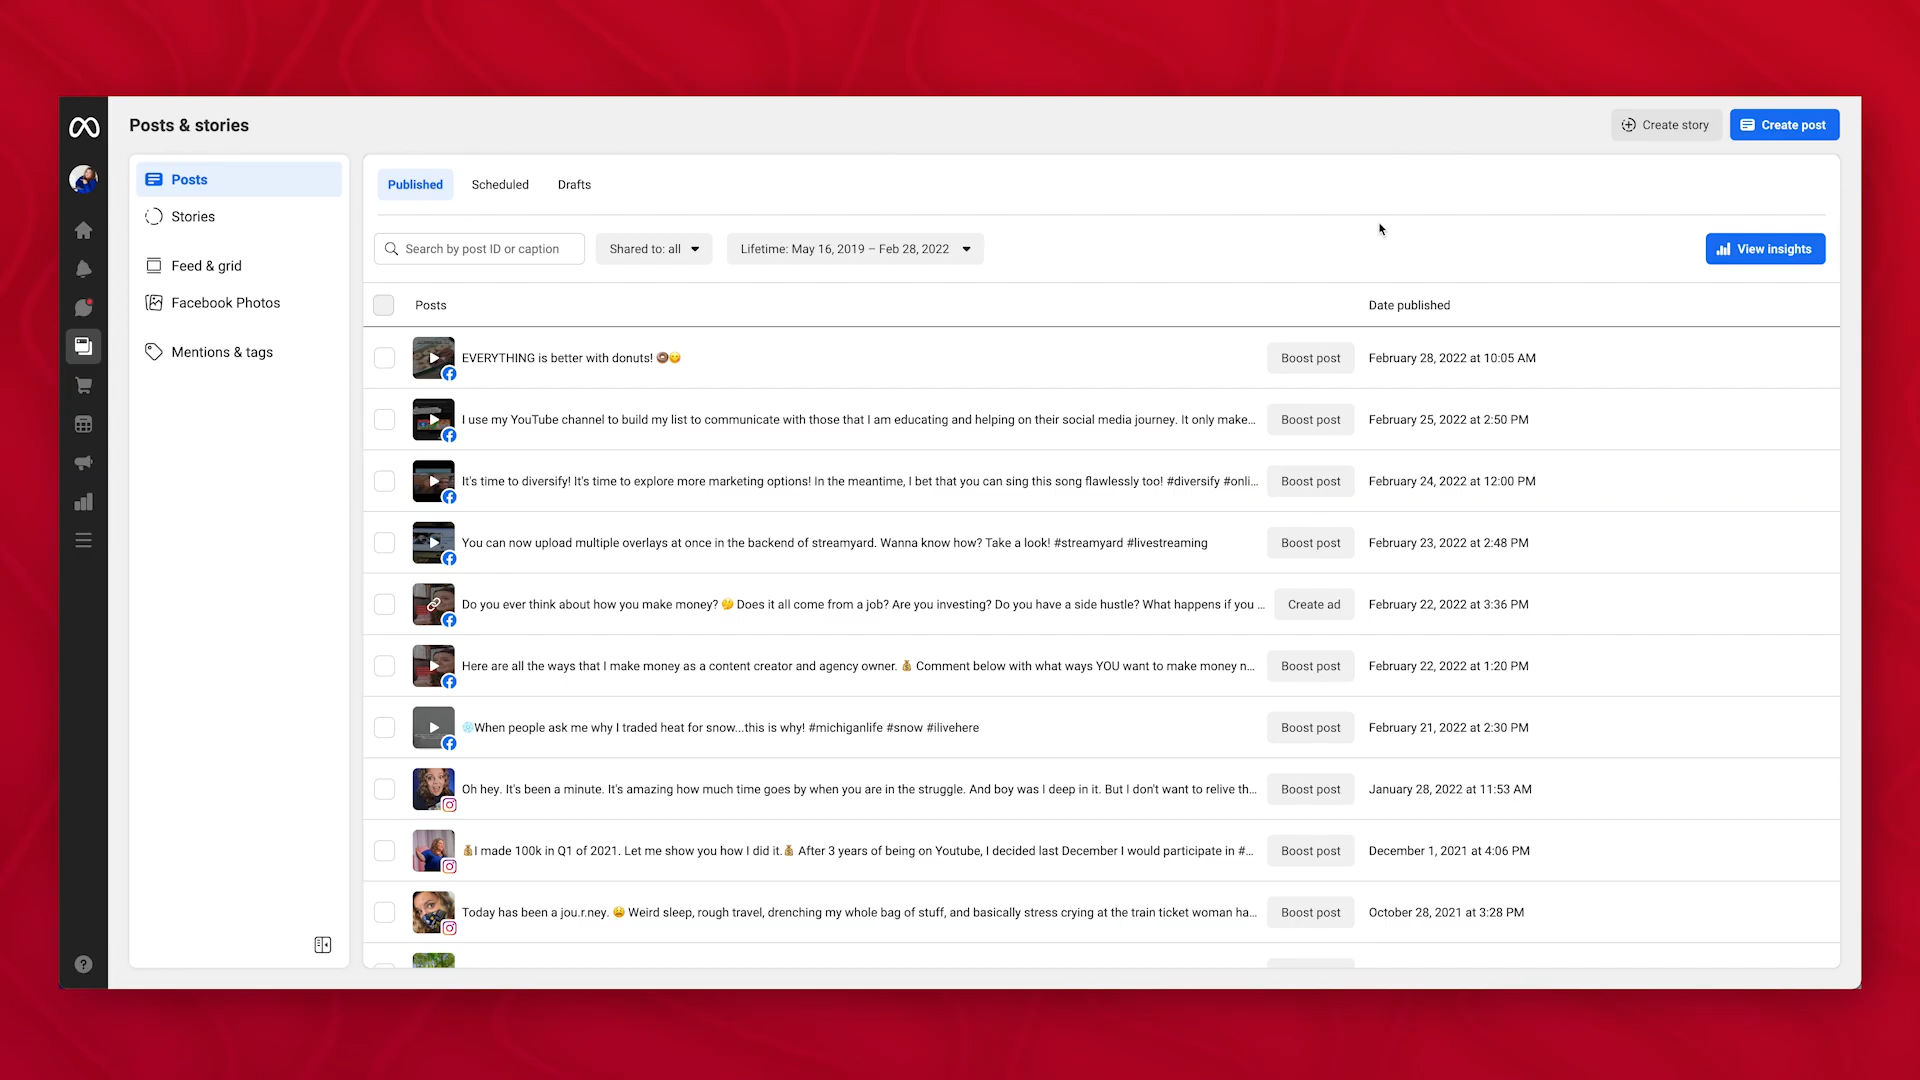 Posts & stories
Create story
Create post
Posts
Stories
Feed & grid
Facebook Photos
Mentions & tags
Published
Scheduled
Drafts
Search by post ID or caption
Shared to: all
Lifetime: May 16, 2019 – Feb 28, 2022
View insights
Posts
Date published
EVERYTHING is better with donuts! 🍩😋
Boost post
February 28, 2022 at 10:05 AM
I use my YouTube channel to build my list to communicate with those that I am educating and helping on their social media journey. It only make...
Boost post
February 25, 2022 at 2:50 PM
It's time to diversify! It's time to explore more marketing options! In the meantime, I bet that you can sing this song flawlessly too! #diversify #onli...
Boost post
February 24, 2022 at 12:00 PM
You can now upload multiple overlays at once in the backend of streamyard. Wanna know how? Take a look! #streamyard #livestreaming
Boost post
February 23, 2022 at 2:48 PM
Do you ever think about how you make money? 🤔 Does it all come from a job? Are you investing? Do you have a side hustle? What happens if you ...
Create ad
February 22, 2022 at 3:36 PM
Here are all the ways that I make money as a content creator and agency owner. 💰 Comment below with what ways YOU want to make money n...
Boost post
February 22, 2022 at 1:20 PM
❄️When people ask me why I traded heat for snow...this is why! #michiganlife #snow #ilivehere
Boost post
February 21, 2022 at 2:30 PM
Oh hey. It's been a minute. It's amazing how much time goes by when you are in the struggle. And boy was I deep in it. But I don't want to relive th...
Boost post
January 28, 2022 at 11:53 AM
💰I made 100k in Q1 of 2021. Let me show you how I did it.💰 After 3 years of being on Youtube, I decided last December I would participate in #...
Boost post
December 1, 2021 at 4:06 PM
Today has been a jou.r.ney. 😩 Weird sleep, rough travel, drenching my whole bag of stuff, and basically stress crying at the train ticket woman ha...
Boost post
October 28, 2021 at 3:28 PM